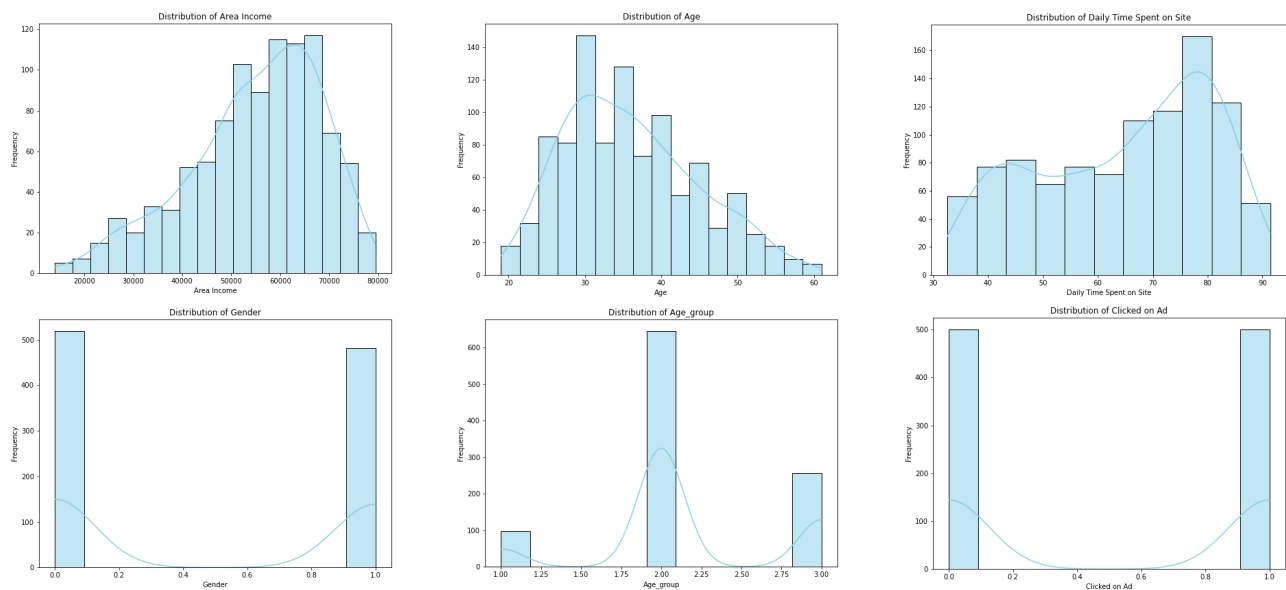 Distribution of Area Income
120
100
80
60
40
20
0
Frequency
20000 30000 40000 50000 60000 70000 80000
Area Income
Distribution of Age
140
120
100
80
60
40
20
0
Frequency
20 30 40 50 60
Age
Distribution of Daily Time Spent on Site
160
140
120
100
80
60
40
20
0
Frequency
30 40 50 60 70 80 90
Daily Time Spent on Site
Distribution of Gender
500
400
300
200
100
0
Frequency
0.0 0.2 0.4 0.6 0.8 1.0
Gender
Distribution of Age_group
600
500
400
300
200
100
0
Frequency
1.00 1.25 1.50 1.75 2.00 2.25 2.50 2.75 3.00
Age_group
Distribution of Clicked on Ad
500
400
300
200
100
0
Frequency
0.0 0.2 0.4 0.6 0.8 1.0
Clicked on Ad